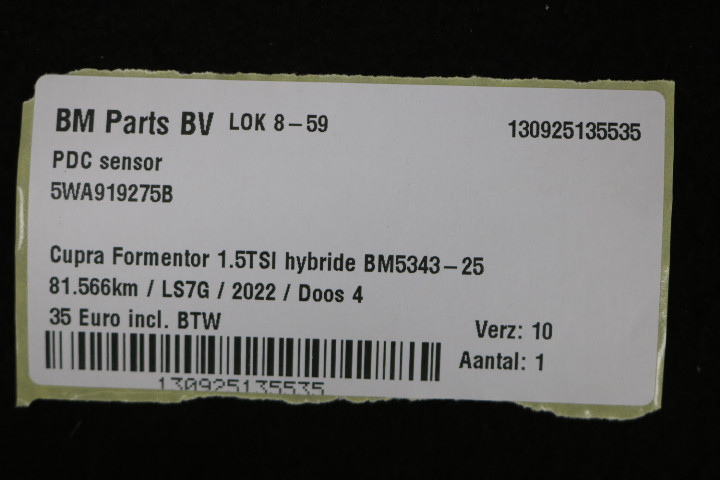 BM Parts BV LOK 8-59 130925135535
PDC sensor
5WA919275B
Cupra Formentor 1.5TSI hybride BM5343-25
81.566km / LS7G / 2022 / Doos 4
35 Euro incl. BTW Verz: 10
Aantal: 1
130925135535